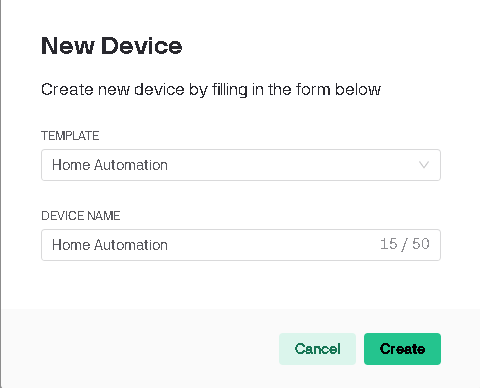 New Device
Create new device by filling in the form below
TEMPLATE
Home Automation
DEVICE NAME
Home Automation 15 / 50
Cancel Create